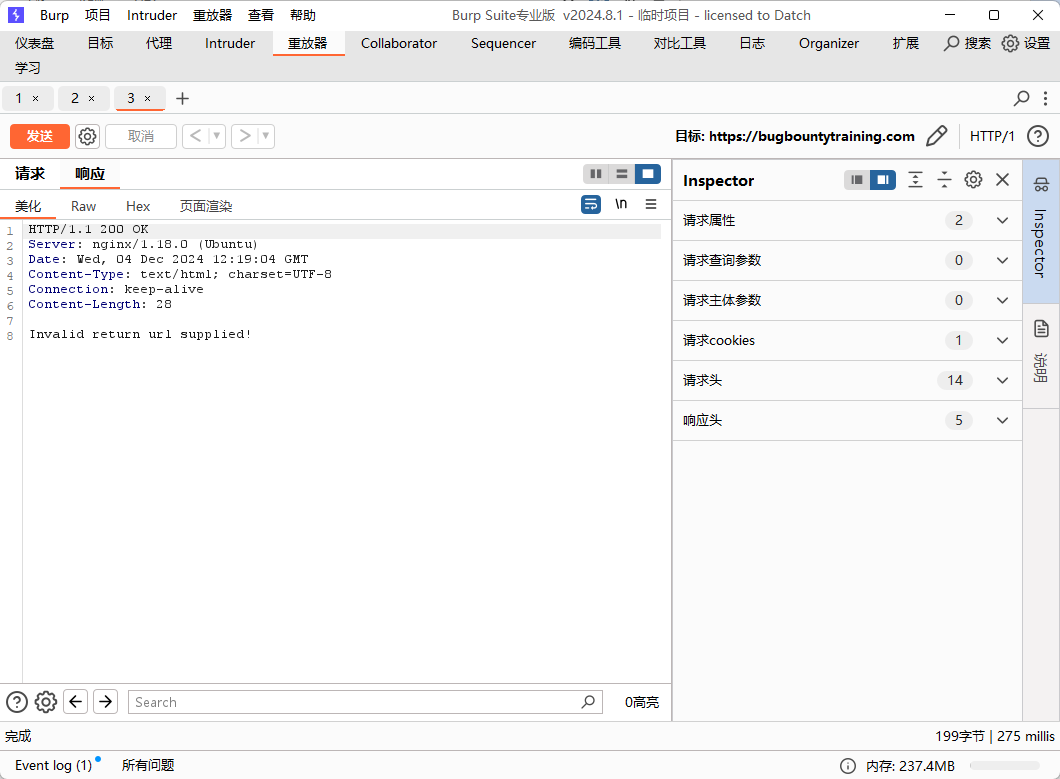 Burp 项目 Intruder 重放器 查看 帮助 Burp Suite专业版 v2024.8.1 - 临时项目 - licensed to Datch
仪表盘 目标 代理 Intruder 重放器 Collaborator Sequencer 编码工具 对比工具 日志 Organizer 扩展 搜索 设置
学习
1 × 2 × 3 × +
发送 取消 < > 目标: https://bugbountytraining.com HTTP/1 ?
请求 响应
美化 Raw Hex 页面渲染 \n
1 HTTP/1.1 200 OK
2 Server: nginx/1.18.0 (Ubuntu)
3 Date: Wed, 04 Dec 2024 12:19:04 GMT
4 Content-Type: text/html; charset=UTF-8
5 Connection: keep-alive
6 Content-Length: 28
7
8 Invalid return url supplied!
Inspector
请求属性 2
请求查询参数 0
请求主体参数 0
请求cookies 1
请求头 14
响应头 5
Inspector
说明
Search 0高亮
完成 199字节 | 275 millis
Event log (1) 所有问题 内存: 237.4MB